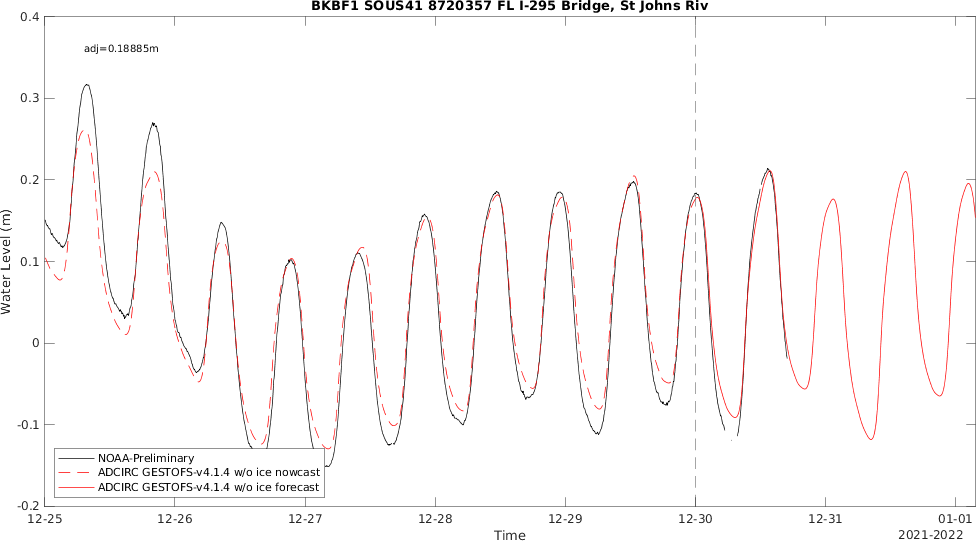 BKBF1 SOUS41 8720357 FL I-295 Bridge, St Johns Riv
adj=0.18885m
0.4
0.3
0.2
0.1
0
-0.1
-0.2
Water Level (m)
NOAA-Preliminary
ADCIRC GESTOFS-v4.1.4 w/o ice nowcast
ADCIRC GESTOFS-v4.1.4 w/o ice forecast
12-25 12-26 12-27 12-28 12-29 12-30 12-31 01-01
Time
2021-2022